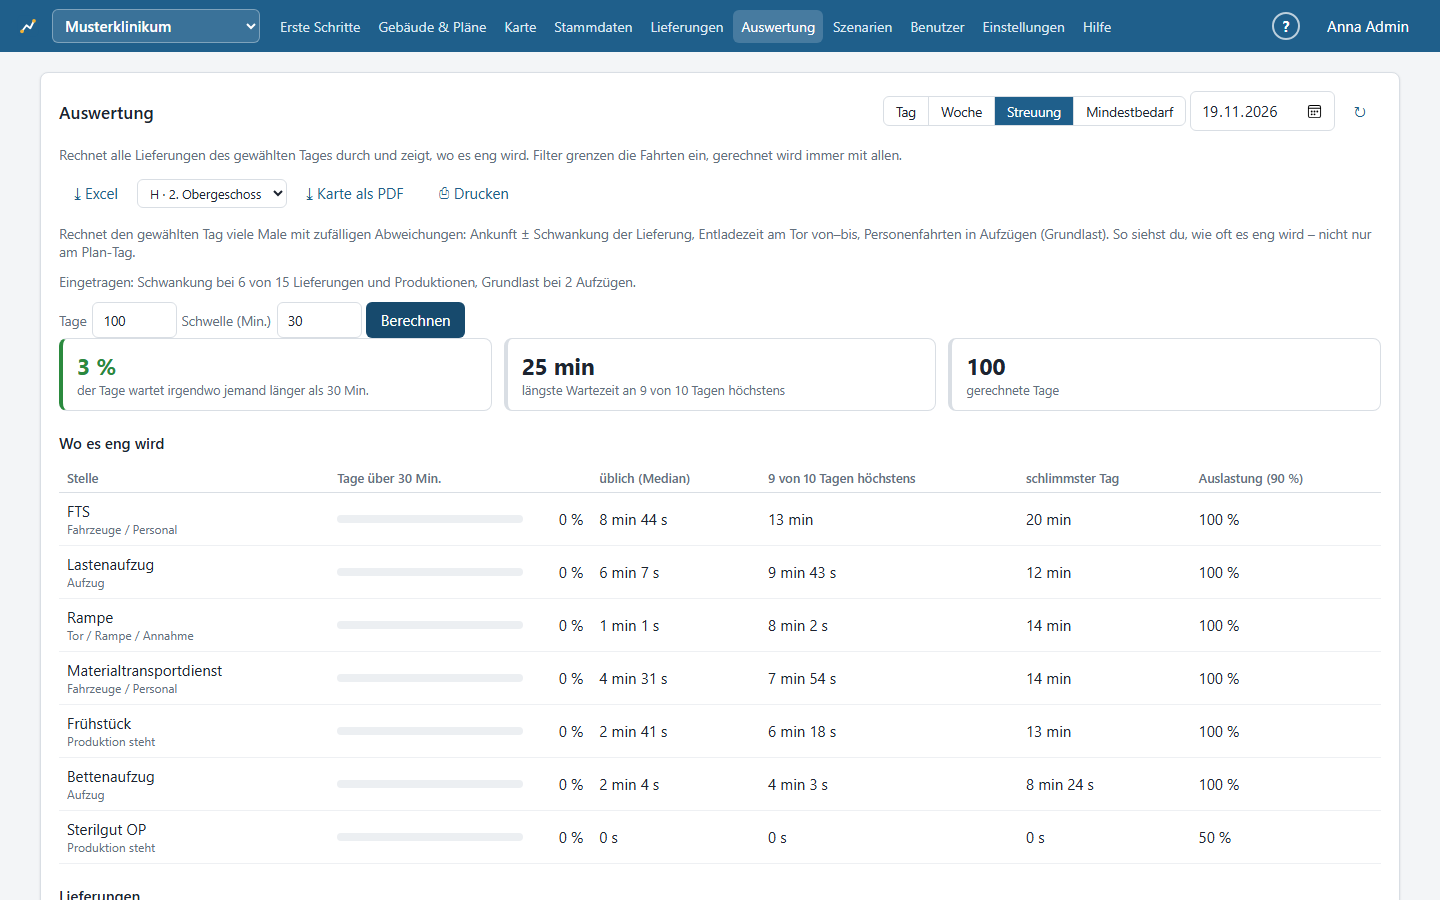 Musterklinikum
Erste Schritte
Gebäude & Pläne
Karte
Stammdaten
Lieferungen
Auswertung
Szenarien
Benutzer
Einstellungen
Hilfe
?
Anna Admin
Auswertung
Tag
Woche
Streuung
Mindestbedarf
19.11.2026
Rechnet alle Lieferungen des gewählten Tages durch und zeigt, wo es eng wird. Filter grenzen die Fahrten ein, gerechnet wird immer mit allen.
↓ Excel
H · 2. Obergeschoss
↓ Karte als PDF
⎙ Drucken
Rechnet den gewählten Tag viele Male mit zufälligen Abweichungen: Ankunft ± Schwankung der Lieferung, Entladezeit am Tor von–bis, Personenfahrten in Aufzügen (Grundlast). So siehst du, wie oft es eng wird – nicht nur
am Plan-Tag.
Eingetragen: Schwankung bei 6 von 15 Lieferungen und Produktionen, Grundlast bei 2 Aufzügen.
Tage 100 Schwelle (Min.) 30 Berechnen
3 %
der Tage wartet irgendwo jemand länger als 30 Min.
25 min
längste Wartezeit an 9 von 10 Tagen höchstens
100
gerechnete Tage
Wo es eng wird
Stelle Tage über 30 Min. üblich (Median) 9 von 10 Tagen höchstens schlimmster Tag Auslastung (90 %)
FTS
Fahrzeuge / Personal
0 % 8 min 44 s 13 min 20 min 100 %
Lastenaufzug
Aufzug
0 % 6 min 7 s 9 min 43 s 12 min 100 %
Rampe
Tor / Rampe / Annahme
0 % 1 min 1 s 8 min 2 s 14 min 100 %
Materialtransportdienst
Fahrzeuge / Personal
0 % 4 min 31 s 7 min 54 s 14 min 100 %
Frühstück
Produktion steht
0 % 2 min 41 s 6 min 18 s 13 min 100 %
Bettenaufzug
Aufzug
0 % 2 min 4 s 4 min 3 s 8 min 24 s 100 %
Sterilgut OP
Produktion steht
0 % 0 s 0 s 0 s 50 %
Lieferungen